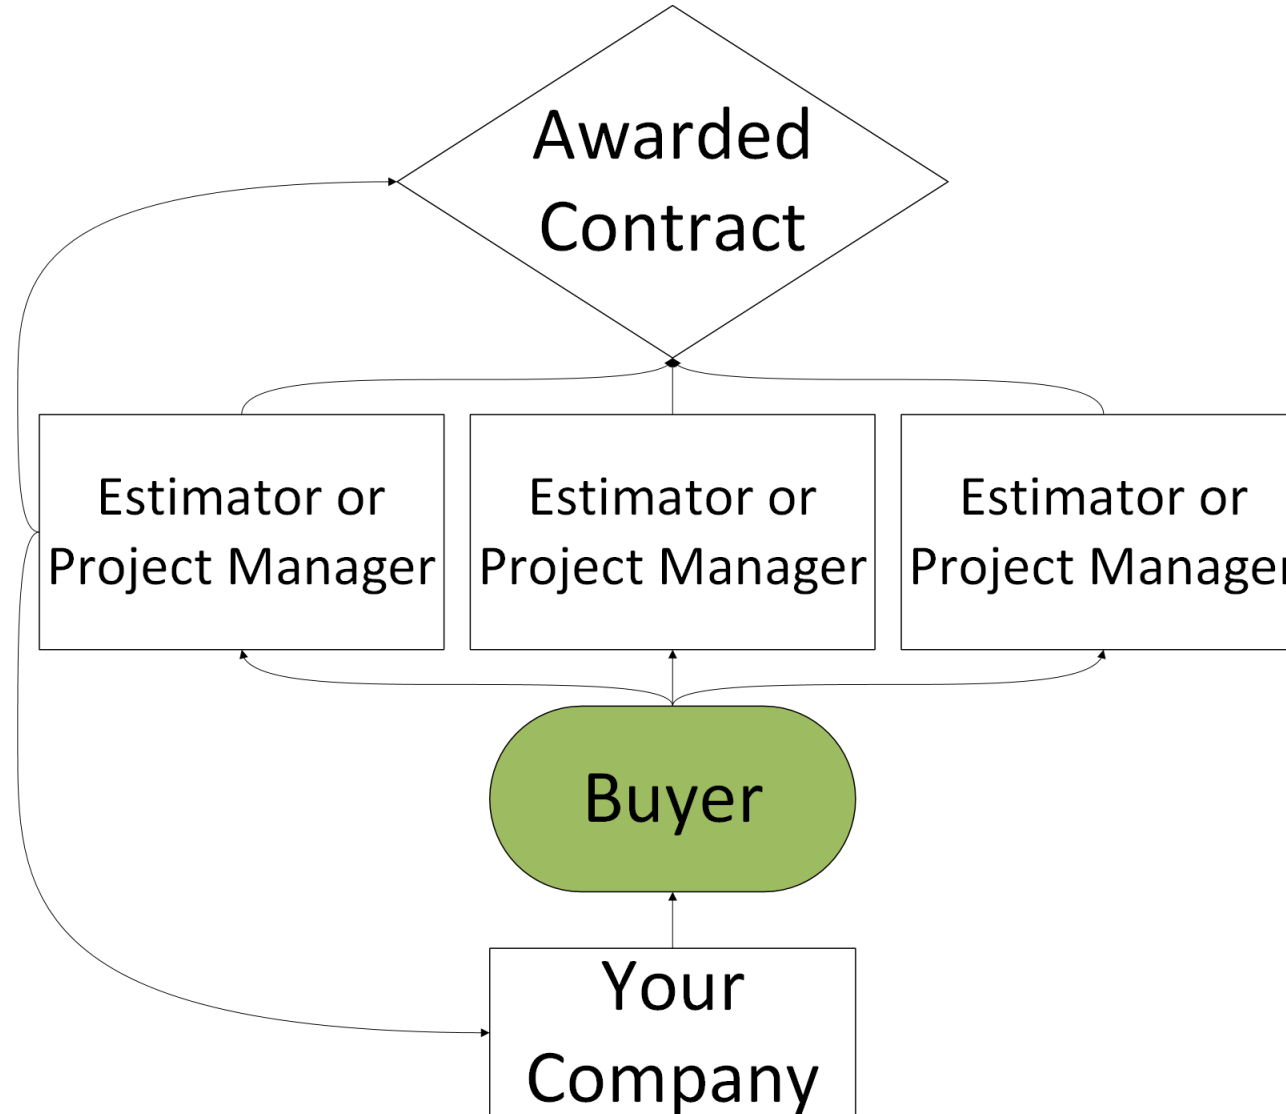 Awarded
Contract
Estimator or
Project Manager
Estimator or
Project Manager
Estimator or
Project Manager
Buyer
Your
Company